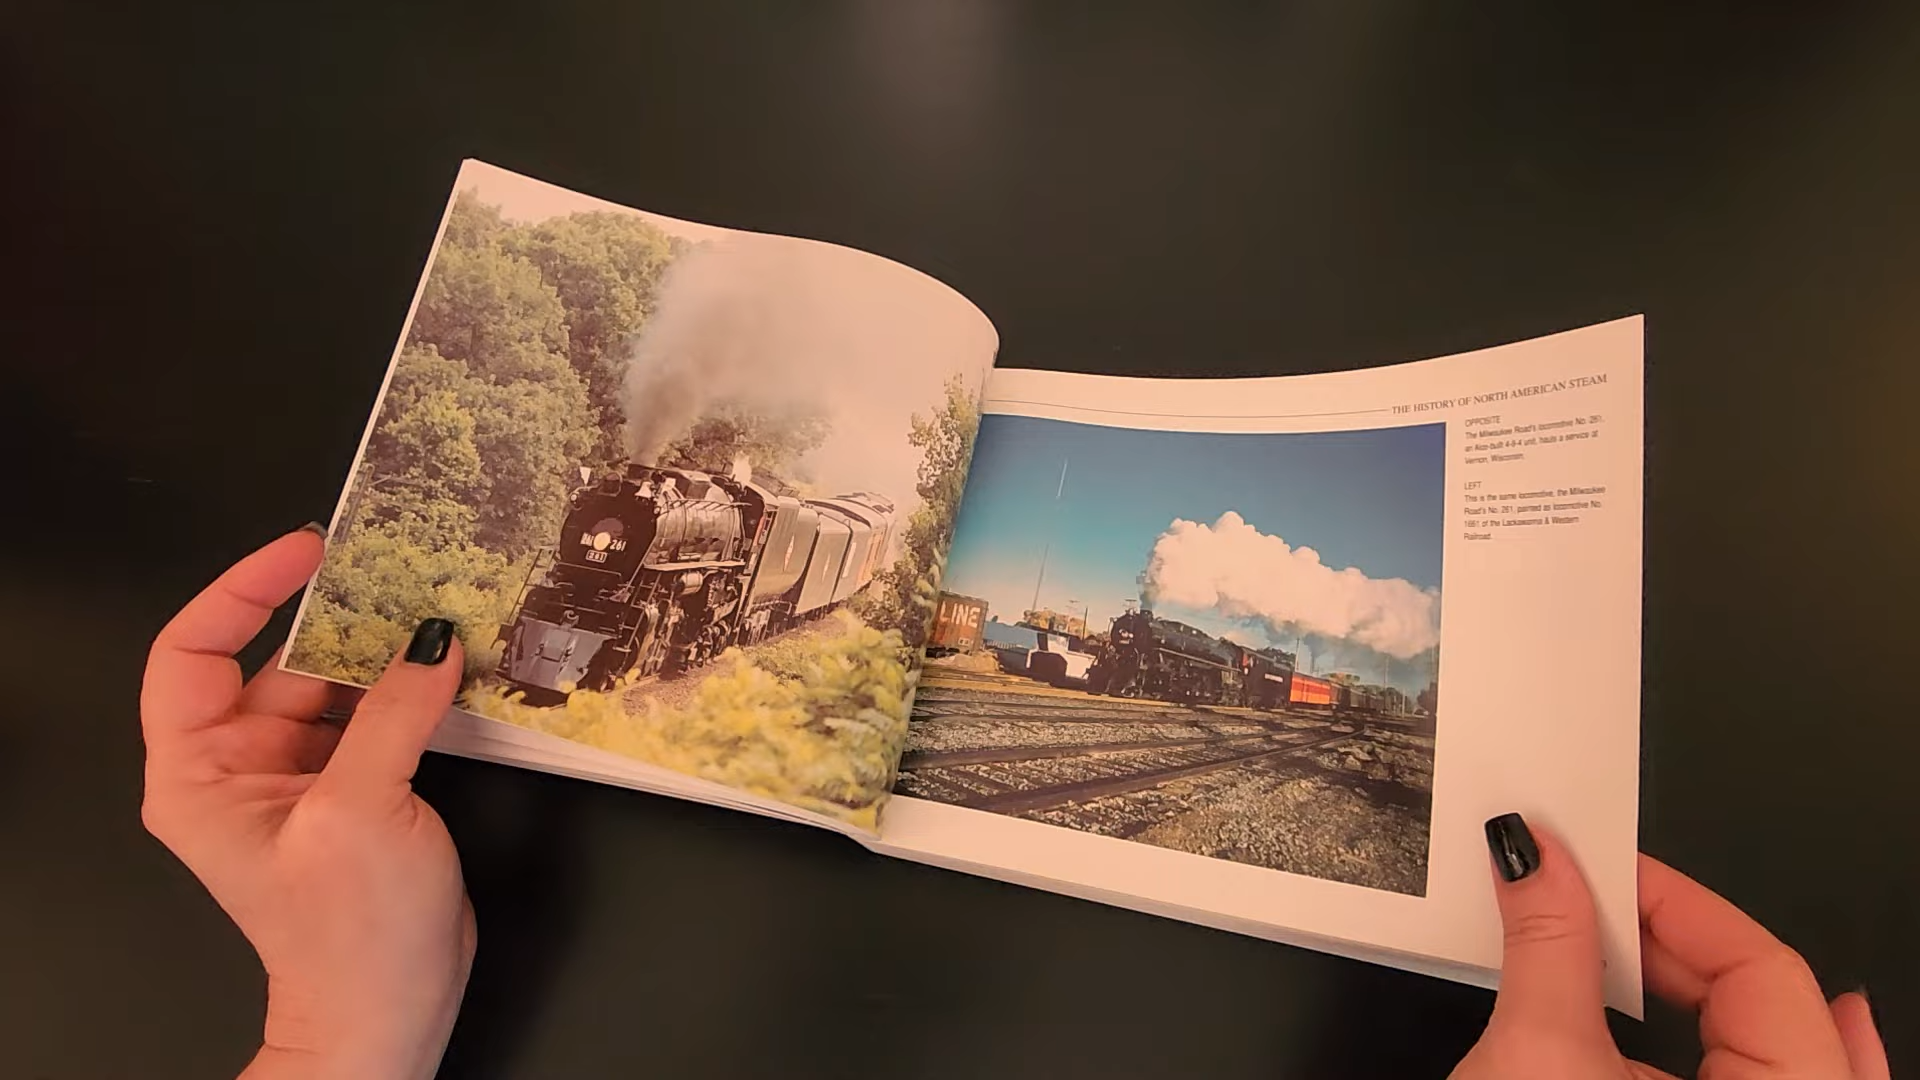 261
261
LINE
THE HISTORY OF NORTH AMERICAN STEAM
OPPOSITE
The Milwaukee Road's locomotive No. 261,
an Alco-built 4-8-4 unit, hauls a service at
Vernon, Wisconsin.
LEFT
This is the same locomotive, the Milwaukee
Road's No. 261, painted as locomotive No.
1661 of the Lackawanna & Western
Railroad.